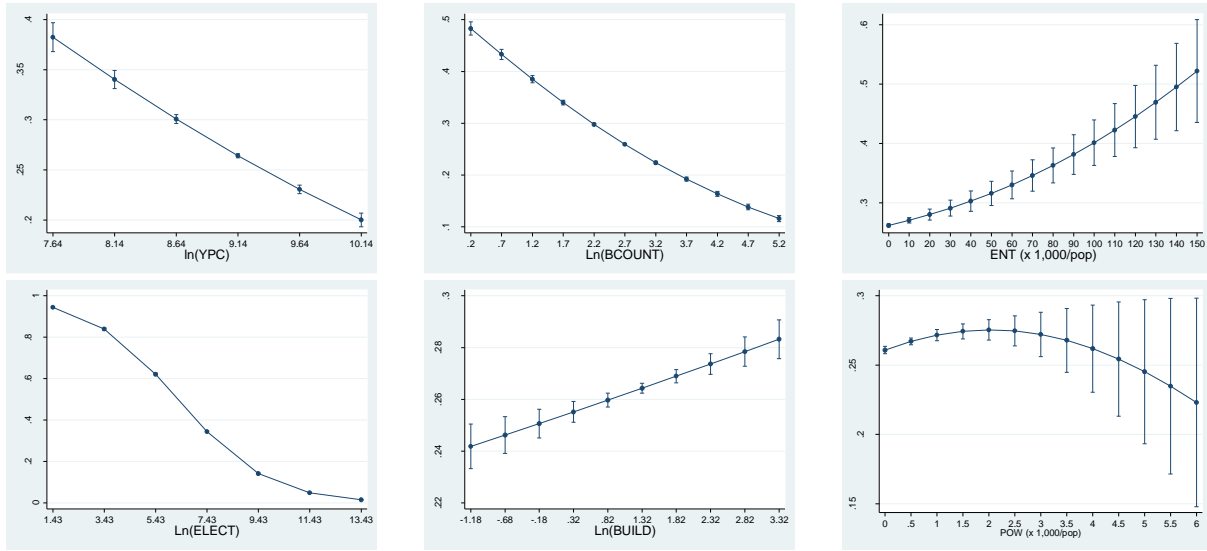 .4
.35
.3
.25
.2
7.64 8.14 8.64 9.14 9.64 10.14
ln(YPC)
.5
.4
.3
.2
.1
.2 .7 1.2 1.7 2.2 2.7 3.2 3.7 4.2 4.7 5.2
Ln(BCOUNT)
.6
.5
.4
.3
0 10 20 30 40 50 60 70 80 90 100 110 120 130 140 150
ENT (x 1,000/pop)
1
.8
.6
.4
.2
0
1.43 3.43 5.43 7.43 9.43 11.43 13.43
Ln(ELECT)
.3
.28
.26
.24
.22
-1.18 -.68 -.18 .32 .82 1.32 1.82 2.32 2.82 3.32
Ln(BUILD)
.3
.25
.2
.15
0 .5 1 1.5 2 2.5 3 3.5 4 4.5 5 5.5 6
POW (x 1,000/pop)